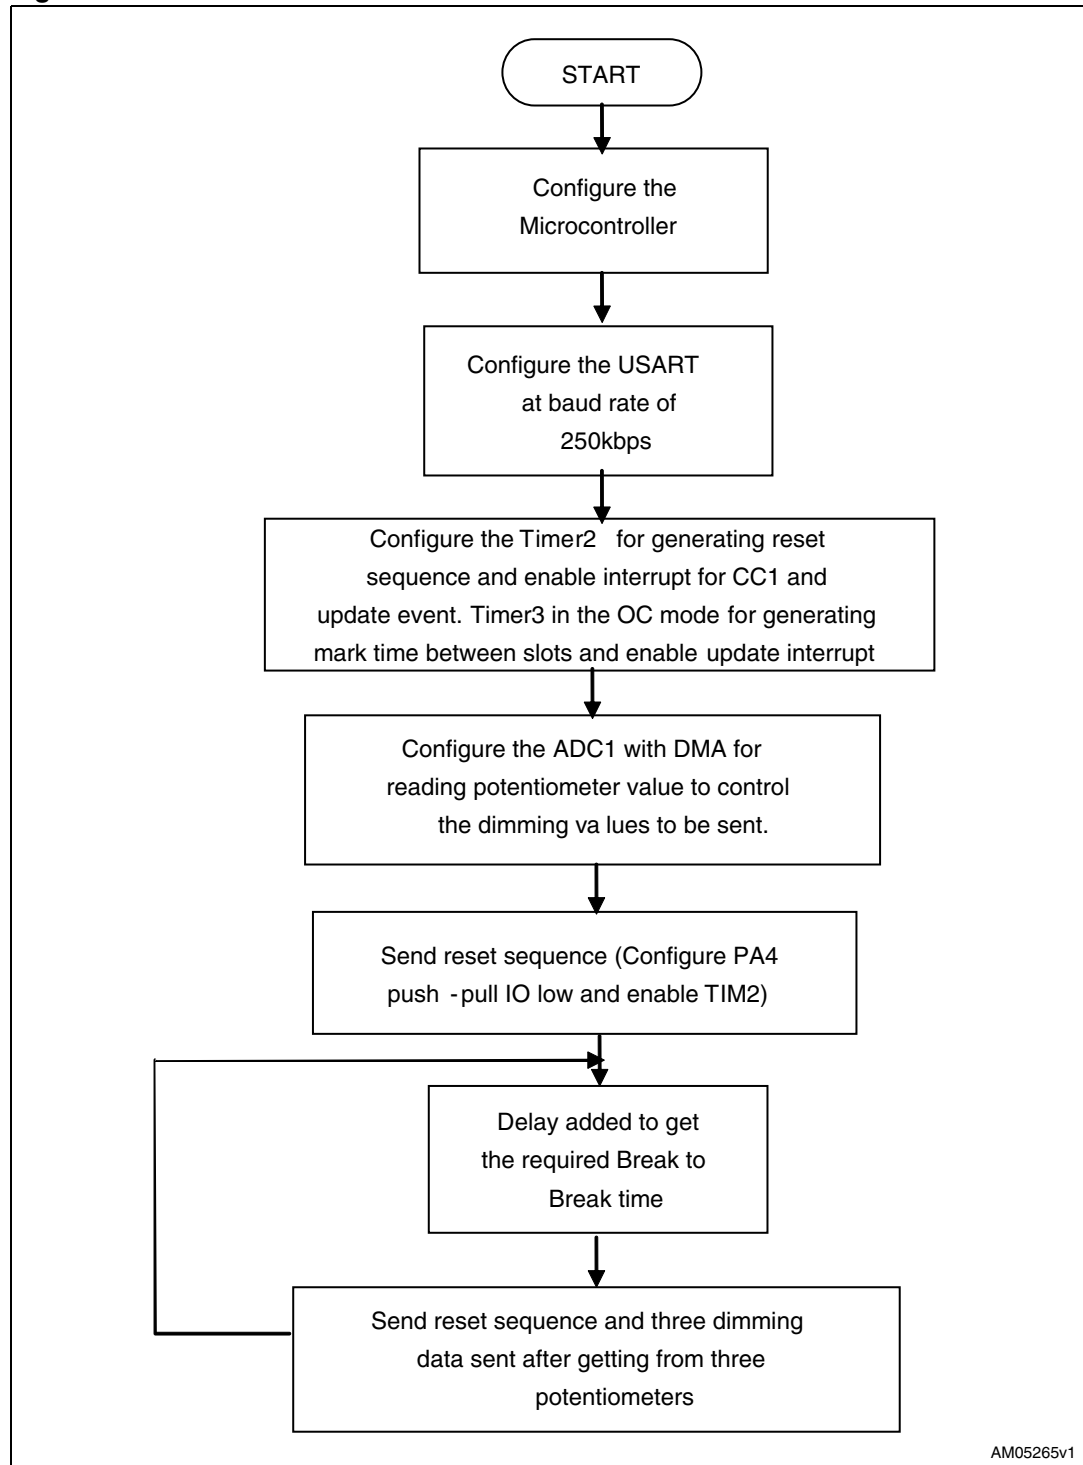 START
Configure the
Microcontroller
Configure the USART
at baud rate of
250kbps
Configure the Timer2 for generating reset
sequence and enable interrupt for CC1 and
update event. Timer3 in the OC mode for generating
mark time between slots and enable update interrupt
Configure the ADC1 with DMA for
reading potentiometer value to control
the dimming va lues to be sent.
Send reset sequence (Configure PA4
push -pull IO low and enable TIM2)
Delay added to get
the required Break to
Break time
Send reset sequence and three dimming
data sent after getting from three
potentiometers
AM05265v1